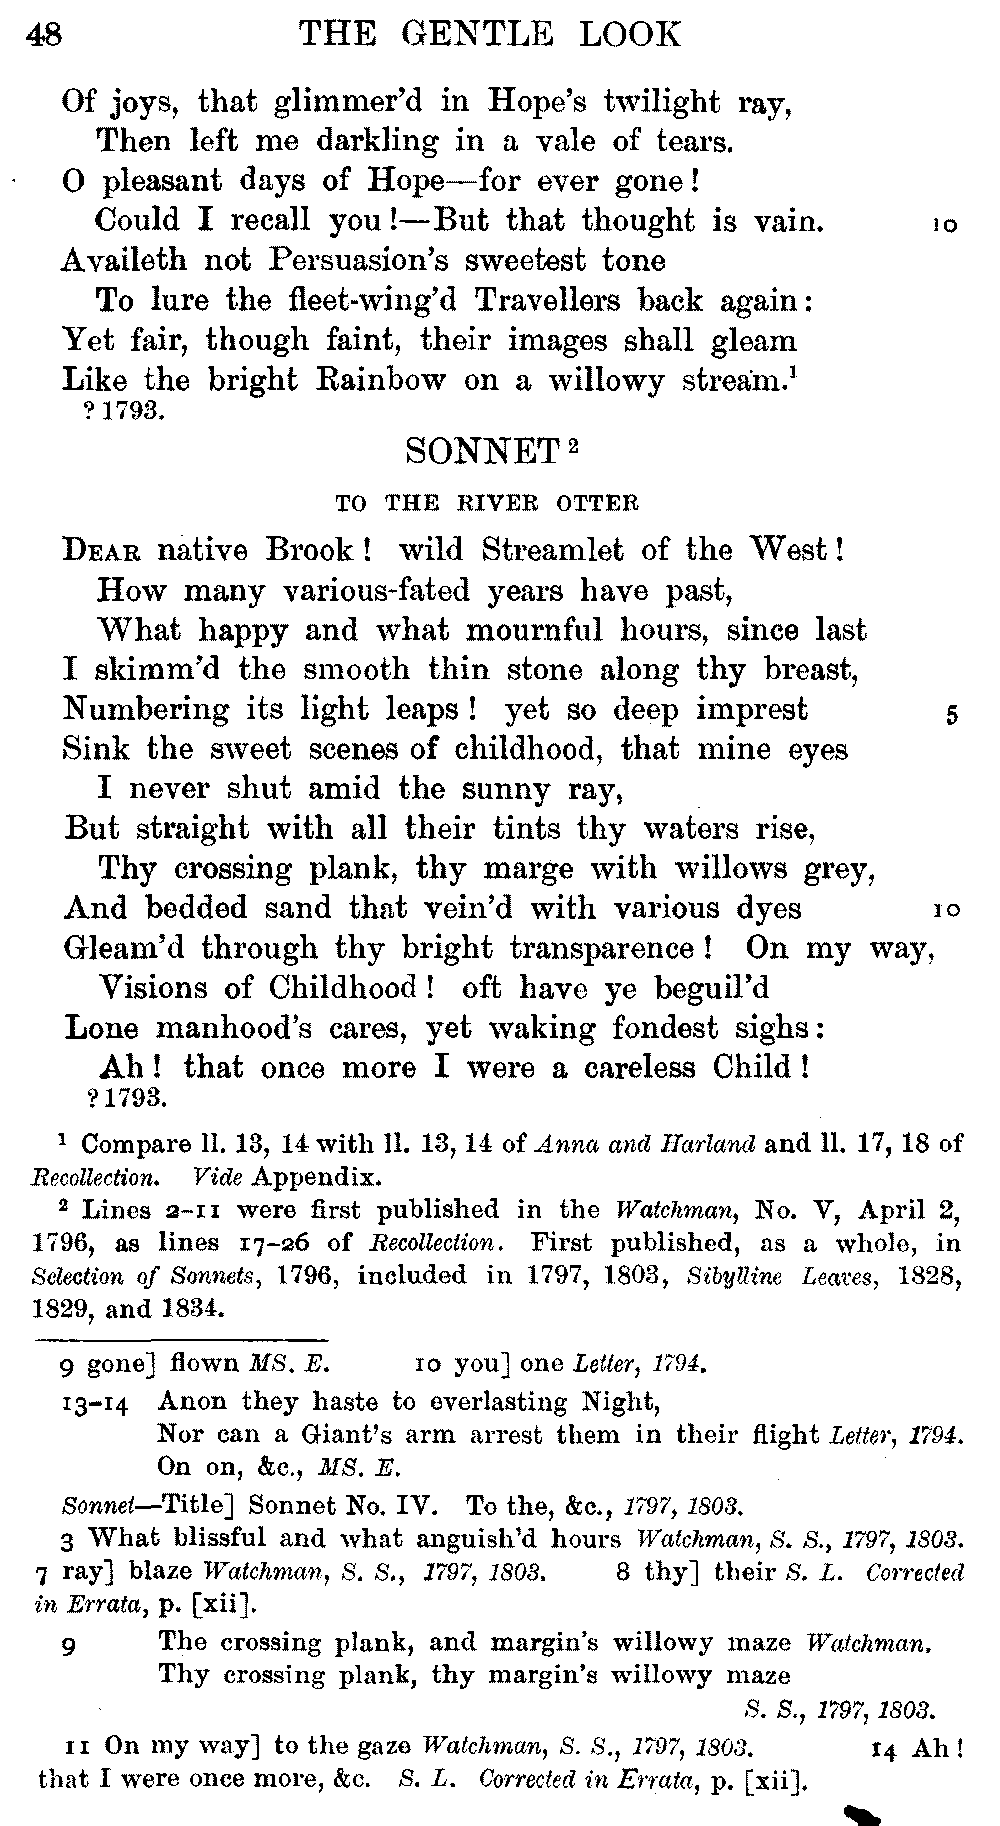 48 THE GENTLE LOOK
Of joys, that glimmer'd in Hope's twilight ray,
Then left me darkling in a vale of tears.
O pleasant days of Hope—for ever gone!
Could I recall you!—But that thought is vain. 10
Availeth not Persuasion's sweetest tone
To lure the fleet-wing'd Travellers back again:
Yet fair, though faint, their images shall gleam
Like the bright Rainbow on a willowy stream.¹
? 1793.
SONNET ²
TO THE RIVER OTTER
DEAR native Brook! wild Streamlet of the West!
How many various-fated years have past,
What happy and what mournful hours, since last
I skimm'd the smooth thin stone along thy breast,
Numbering its light leaps! yet so deep imprest 5
Sink the sweet scenes of childhood, that mine eyes
I never shut amid the sunny ray,
But straight with all their tints thy waters rise,
Thy crossing plank, thy marge with willows grey,
And bedded sand that vein'd with various dyes 10
Gleam'd through thy bright transparence! On my way,
Visions of Childhood! oft have ye beguil'd
Lone manhood's cares, yet waking fondest sighs:
Ah! that once more I were a careless Child!
? 1793.
¹ Compare ll. 13, 14 with ll. 13, 14 of Anna and Harland and ll. 17, 18 of
Recollection. Vide Appendix.
² Lines 2-11 were first published in the Watchman, No. V, April 2,
1796, as lines 17-26 of Recollection. First published, as a whole, in
Selection of Sonnets, 1796, included in 1797, 1803, Sibylline Leaves, 1828,
1829, and 1834.
9 gone] flown MS. E. 10 you] one Letter, 1794.
13-14 Anon they haste to everlasting Night,
Nor can a Giant's arm arrest them in their flight Letter, 1794.
On on, &c., MS. E.
Sonnet—Title] Sonnet No. IV. To the, &c., 1797, 1803.
3 What blissful and what anguish'd hours Watchman, S. S., 1797, 1803.
7 ray] blaze Watchman, S. S., 1797, 1803. 8 thy] their S. L. Corrected
in Errata, p. [xii].
9 The crossing plank, and margin's willowy maze Watchman.
Thy crossing plank, thy margin's willowy maze
S. S., 1797, 1803.
11 On my way] to the gaze Watchman, S. S., 1797, 1803. 14 Ah!
that I were once more, &c. S. L. Corrected in Errata, p. [xii].